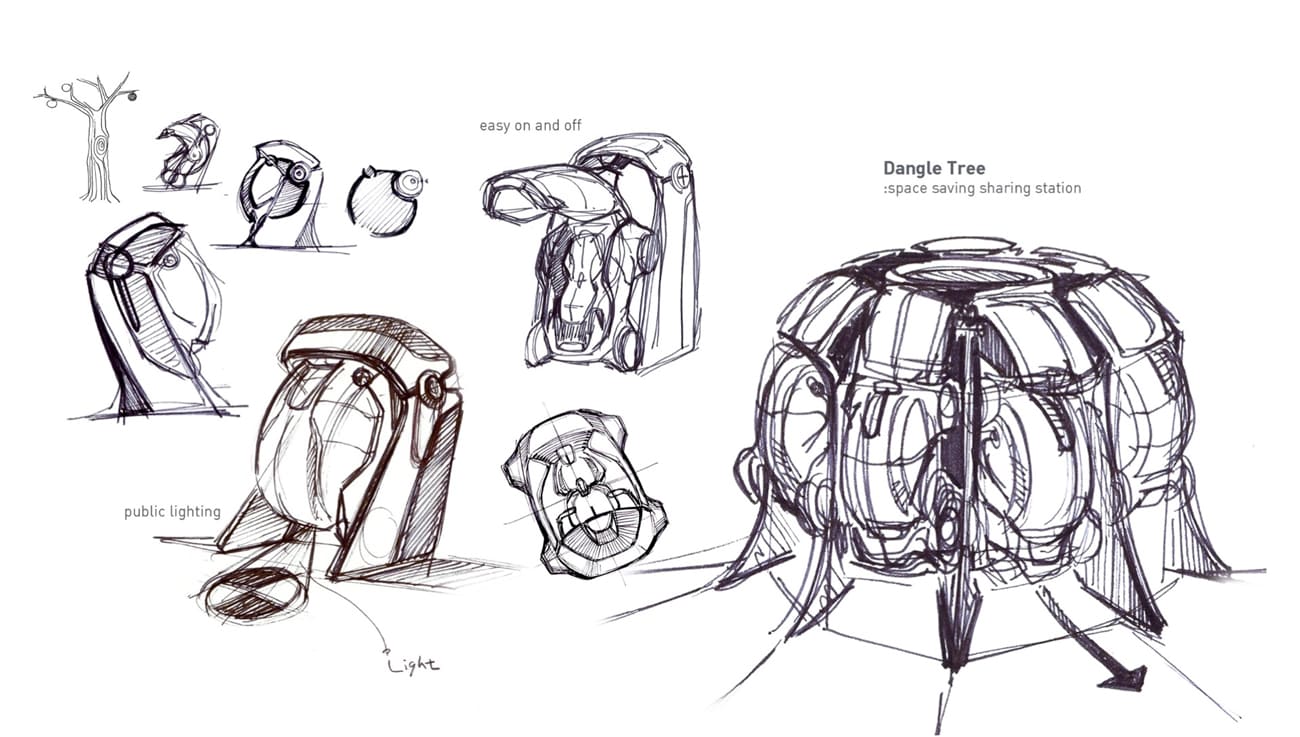 easy on and off
Dangle Tree
:space saving sharing station
public lighting
Light